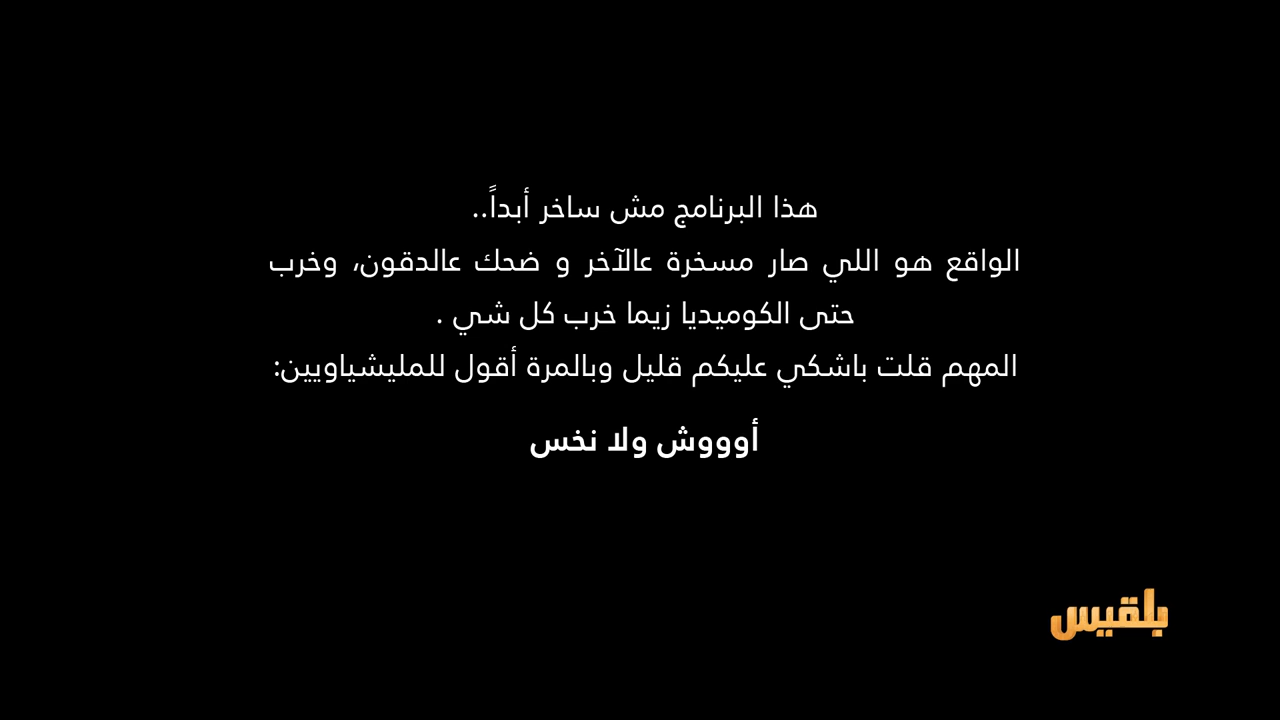 هذا البرنامج مش ساخر أبداً..
الواقع هو اللي صار مسخرة عالآخر و ضحك عالدقون، وخرب
حتى الكوميديا زيما خرب كل شي .
المهم قلت باشكي عليكم قليل وبالمرة أقول للمليشياويين:
أوووش ولا نخس
بلقيس